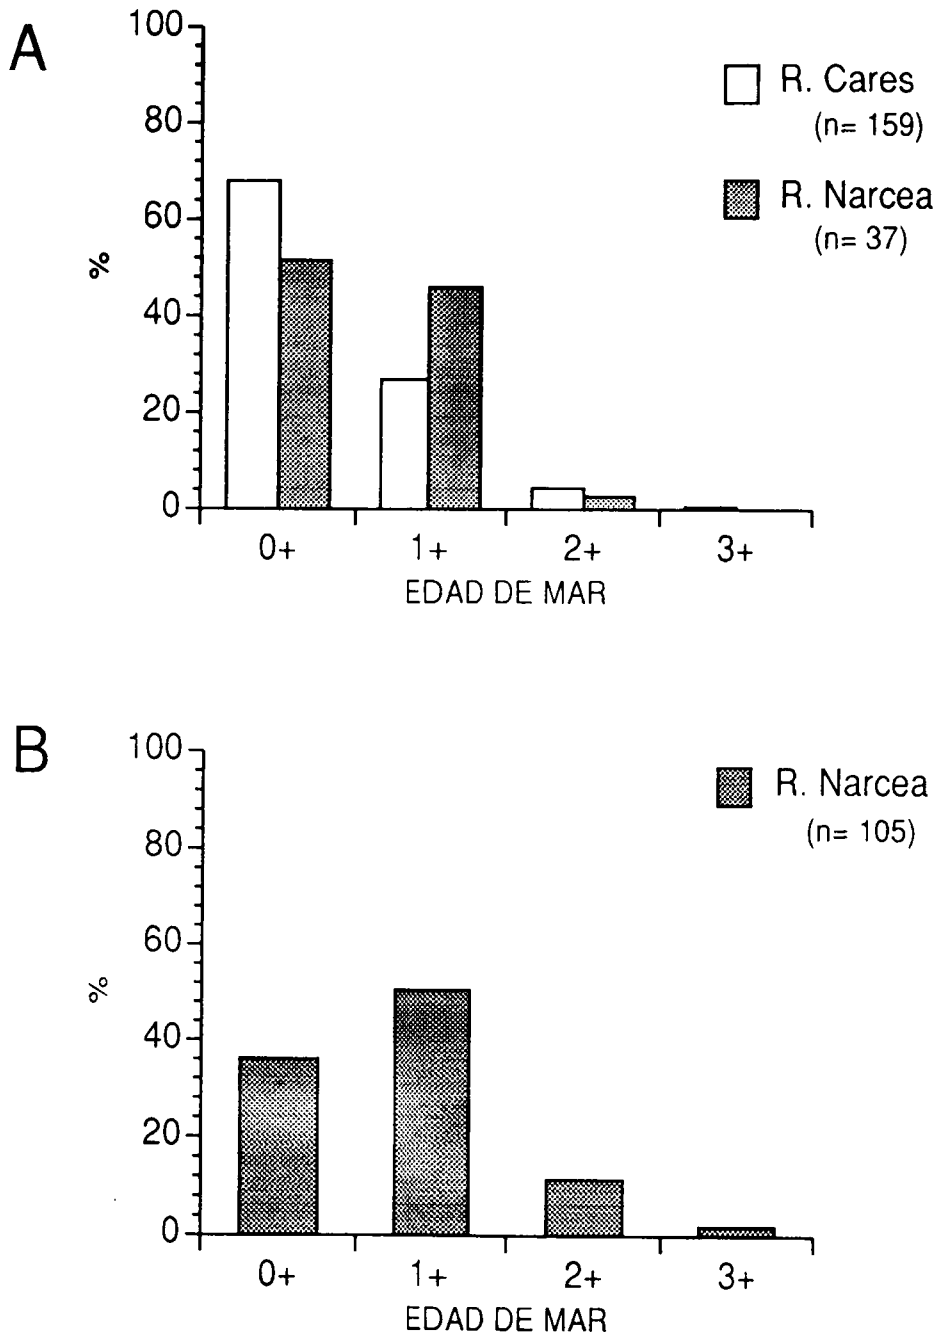 A
100
80
60
40
20
0
%
0+ 1+ 2+ 3+
EDAD DE MAR
R. Cares
(n= 159)
R. Narcea
(n= 37)
B
100
80
60
40
20
0
%
0+ 1+ 2+ 3+
EDAD DE MAR
R. Narcea
(n= 105)